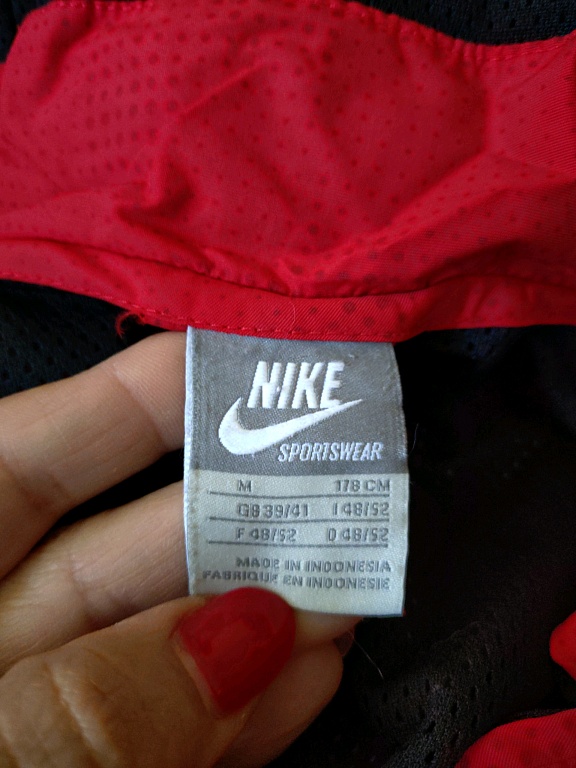 NIKE
SPORTSWEAR
M 178 CM
GB 39/41 I 48/52
F 48/52 D 48/52
MADE IN INDONESIA
FABRIQUE EN INDONESIE